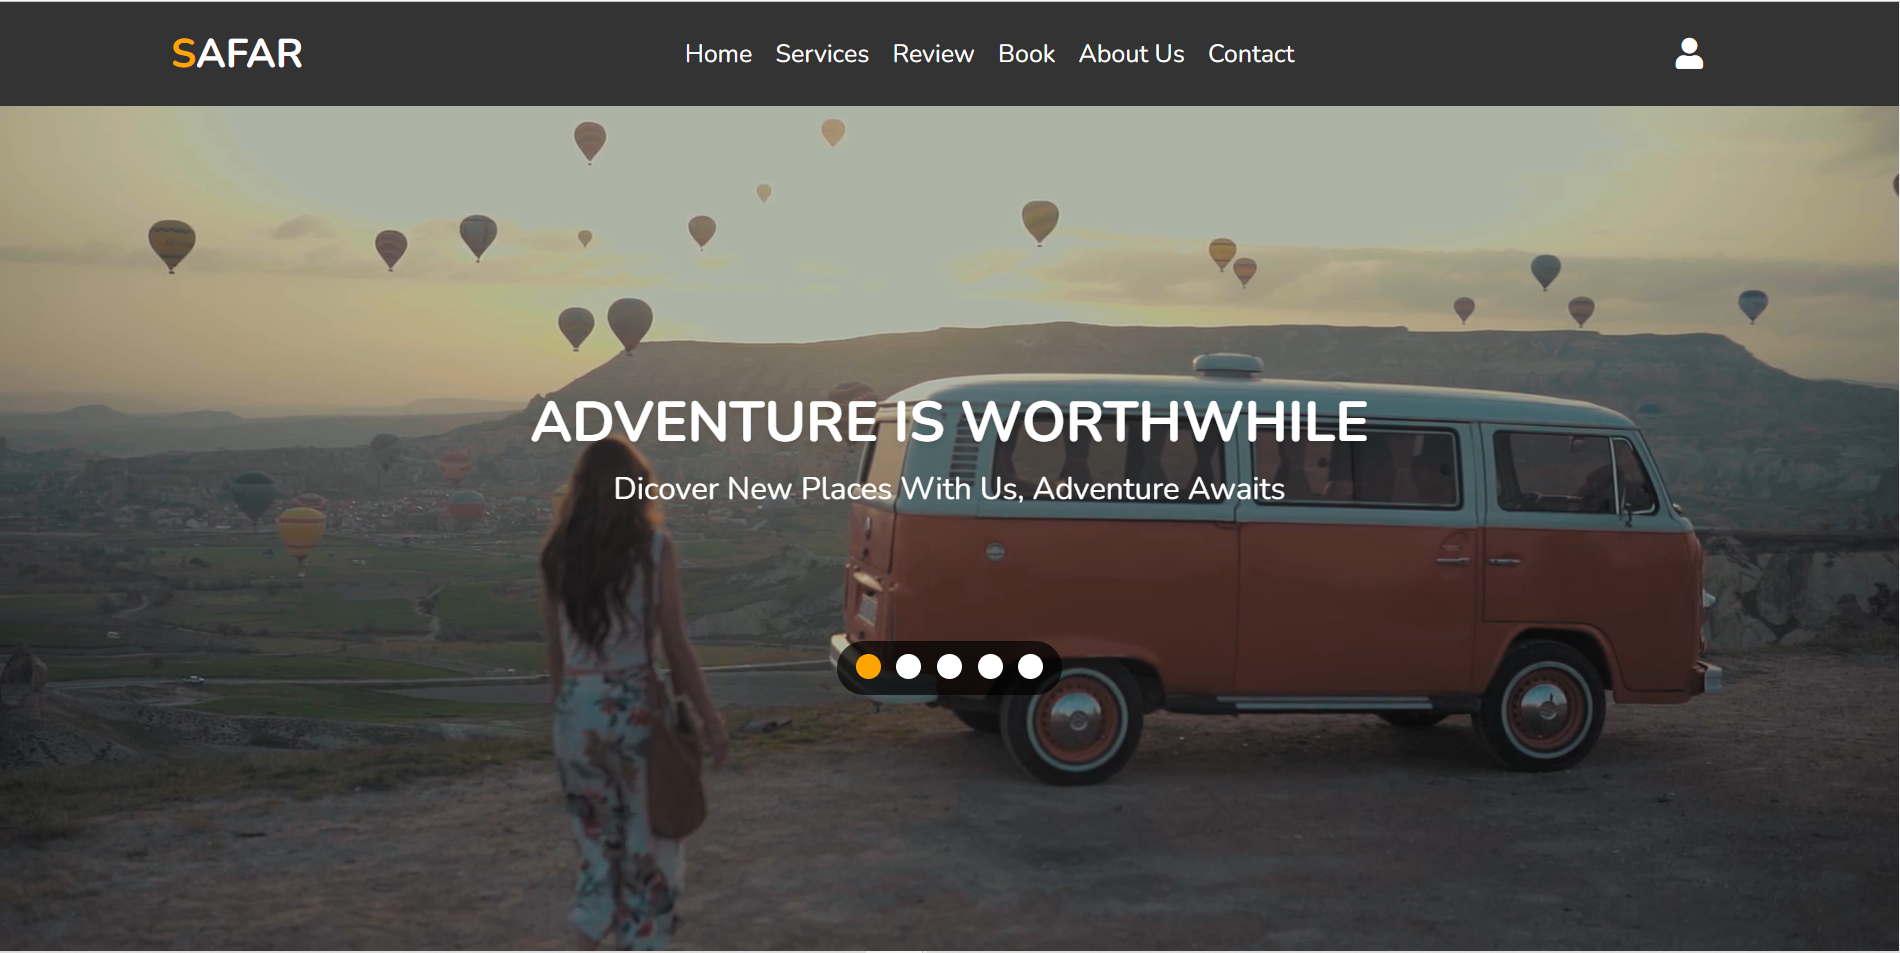 SAFAR
Home Services Review Book About Us Contact
ADVENTURE IS WORTHWHILE
Dicover New Places With Us, Adventure Awaits